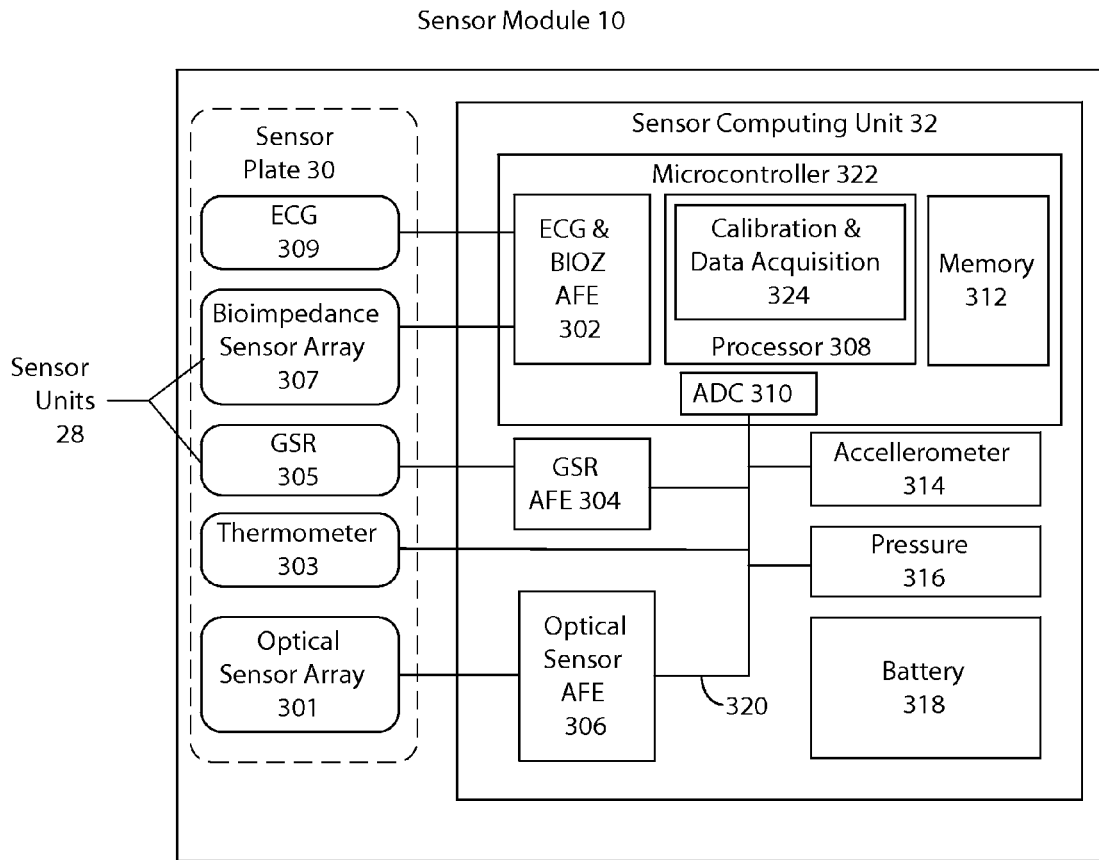 Sensor Module 10
Sensor
Plate 30
ECG
309
Bioimpedance
Sensor Array
307
GSR
305
Thermometer
303
Optical
Sensor Array
301
Sensor
Units
28
Sensor Computing Unit 32
Microcontroller 322
ECG &
BIOZ
AFE
302
Calibration &
Data Acquisition
324
Processor 308
Memory
312
ADC 310
GSR
AFE 304
Accellerometer
314
Pressure
316
Optical
Sensor
AFE
306
320
Battery
318